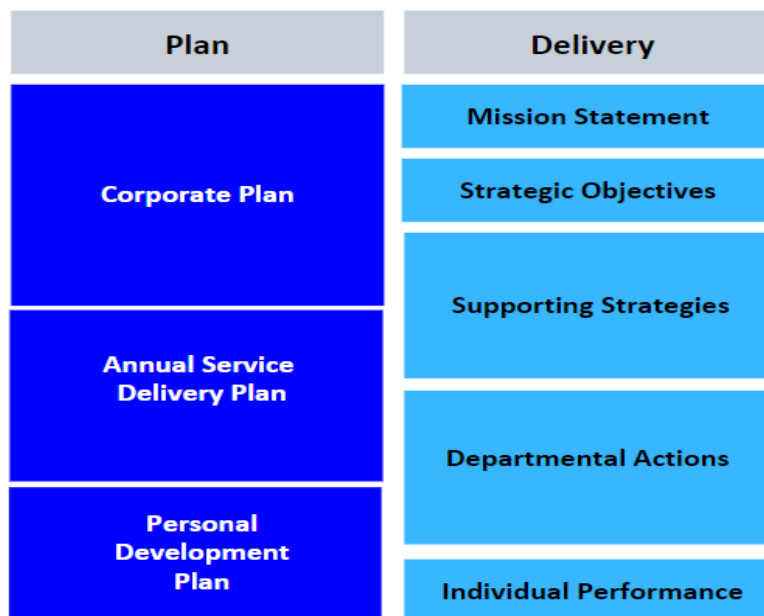 Plan
Delivery
Corporate Plan
Mission Statement
Strategic Objectives
Supporting Strategies
Annual Service
Delivery Plan
Departmental Actions
Personal
Development
Plan
Individual Performance